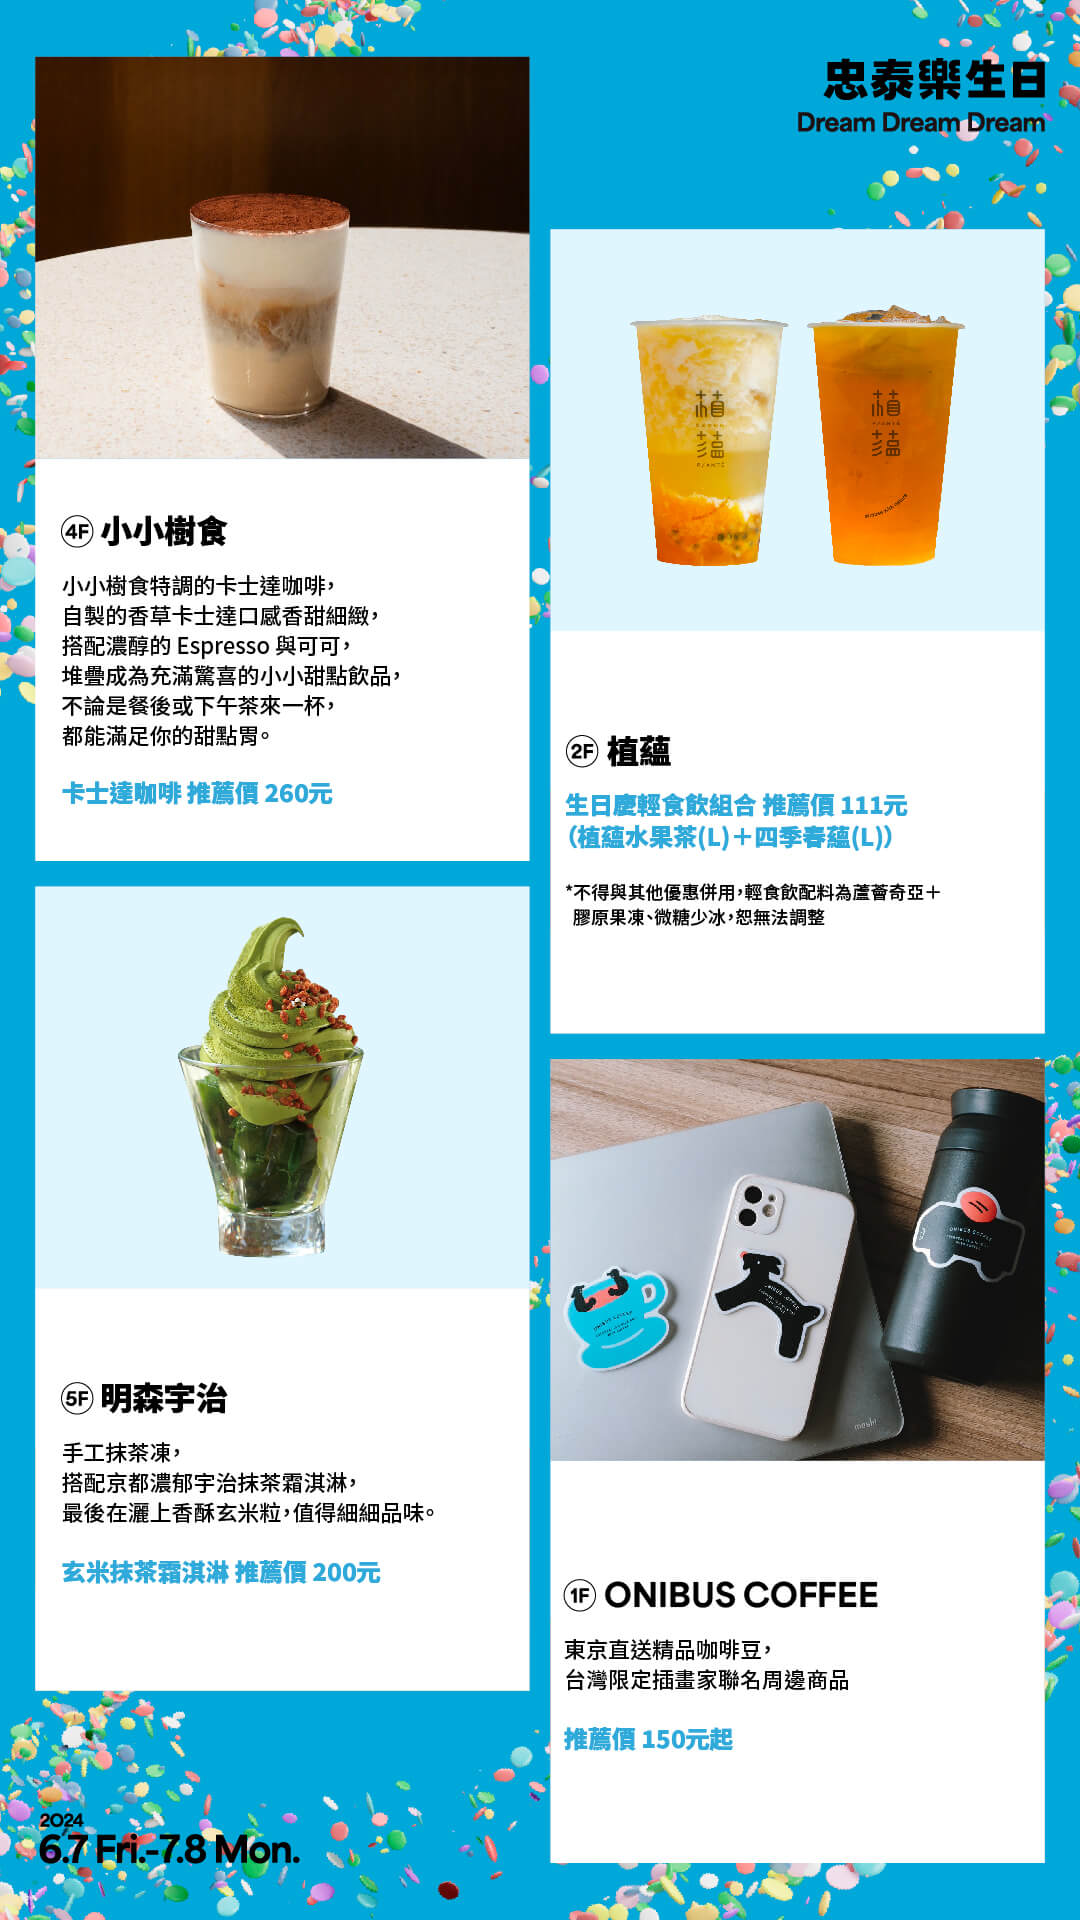 忠泰樂生日
Dream Dream Dream
4F 小小樹食
小小樹食特調的卡士達咖啡，
自製的香草卡士達口感香甜細緻，
搭配濃醇的 Espresso 與可可，
堆疊成為充滿驚喜的小小甜點飲品，
不論是餐後或下午茶來一杯，
都能滿足你的甜點胃。
卡士達咖啡 推薦價 260元
植
蘊
植
蘊
2F 植蘊
生日慶輕食飲組合 推薦價 111元
（植蘊水果茶(L)＋四季春蘊(L)）
*不得與其他優惠併用，輕食飲配料為蘆薈奇亞＋
膠原果凍、微糖少冰，恕無法調整
5F 明森宇治
手工抹茶凍，
搭配京都濃郁宇治抹茶霜淇淋，
最後在灑上香酥玄米粒，值得細細品味。
玄米抹茶霜淇淋 推薦價 200元
ONIBUS COFFEE
ONIBUS COFFEE
ONIBUS COFFEE
moshi
1F ONIBUS COFFEE
東京直送精品咖啡豆，
台灣限定插畫家聯名周邊商品
推薦價 150元起
2024
6.7 Fri.-7.8 Mon.